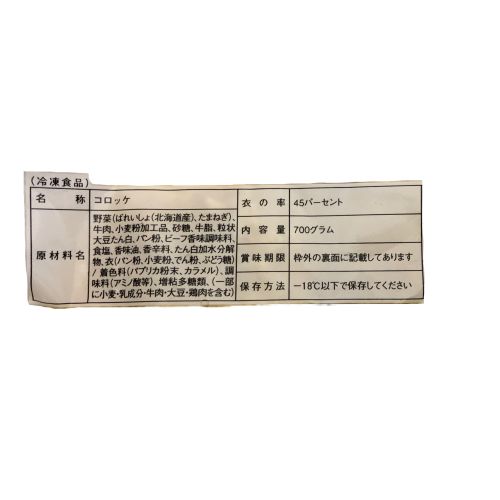 (冷凍食品)
名　称 コロッケ
原材料名 野菜(ばれいしょ(北海道産)、たまねぎ)、
牛肉、小麦粉加工品、砂糖、牛脂、粒状
大豆たん白、パン粉、ビーフ香味調味料、
食塩、香味油、香辛料、たん白加水分解
物、衣(パン粉、小麦粉、でん粉、ぶどう糖)
/着色料(パプリカ粉末、カラメル)、調
味料(アミノ酸等)、増粘多糖類、(一部
に小麦・乳成分・牛肉・大豆・鶏肉を含む)
衣の率 45パーセント
内容量 700グラム
賞味期限 枠外の裏面に記載してあります
保存方法 −18℃以下で保存してください